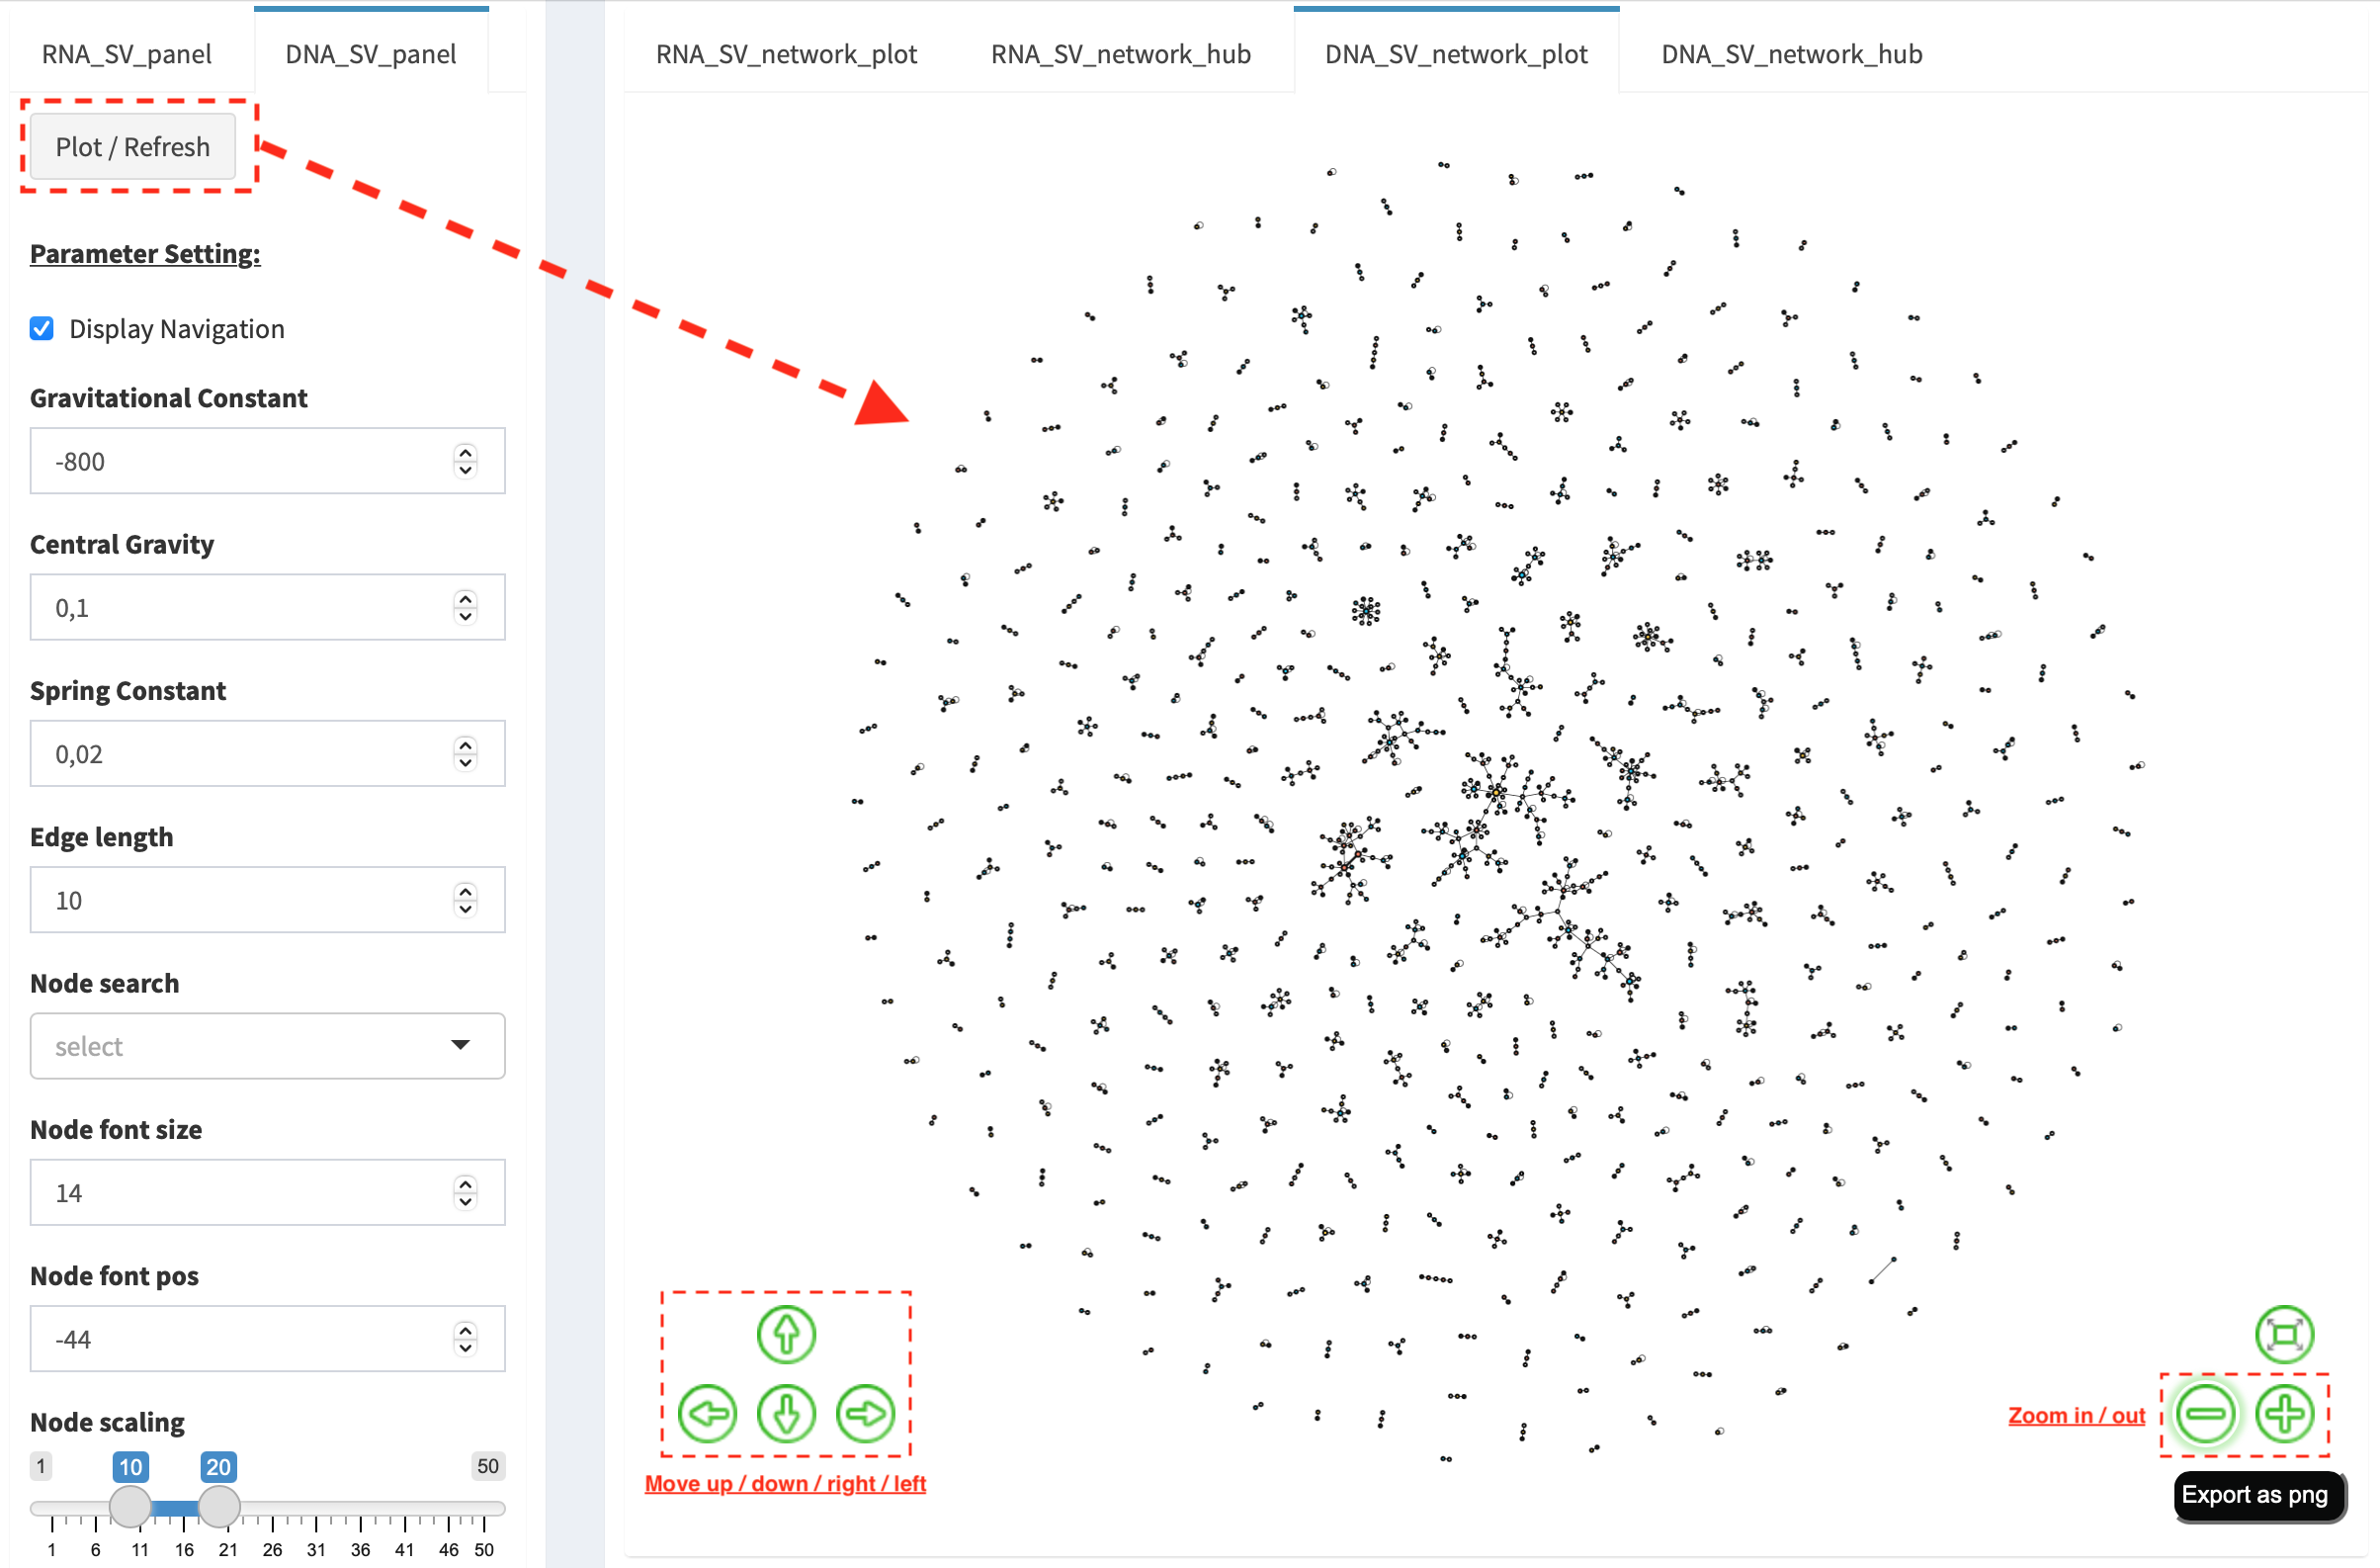 RNA_SV_panel
DNA_SV_panel
RNA_SV_network_plot
RNA_SV_network_hub
DNA_SV_network_plot
DNA_SV_network_hub
Plot / Refresh
Parameter Setting:
Display Navigation
Gravitational Constant
-800
Central Gravity
0,1
Spring Constant
0,02
Edge length
10
Node search
select
Node font size
14
Node font pos
-44
Node scaling
1 10 20 50
1 6 11 16 21 26 31 36 41 46 50
Move up / down / right / left
Zoom in / out
Export as png